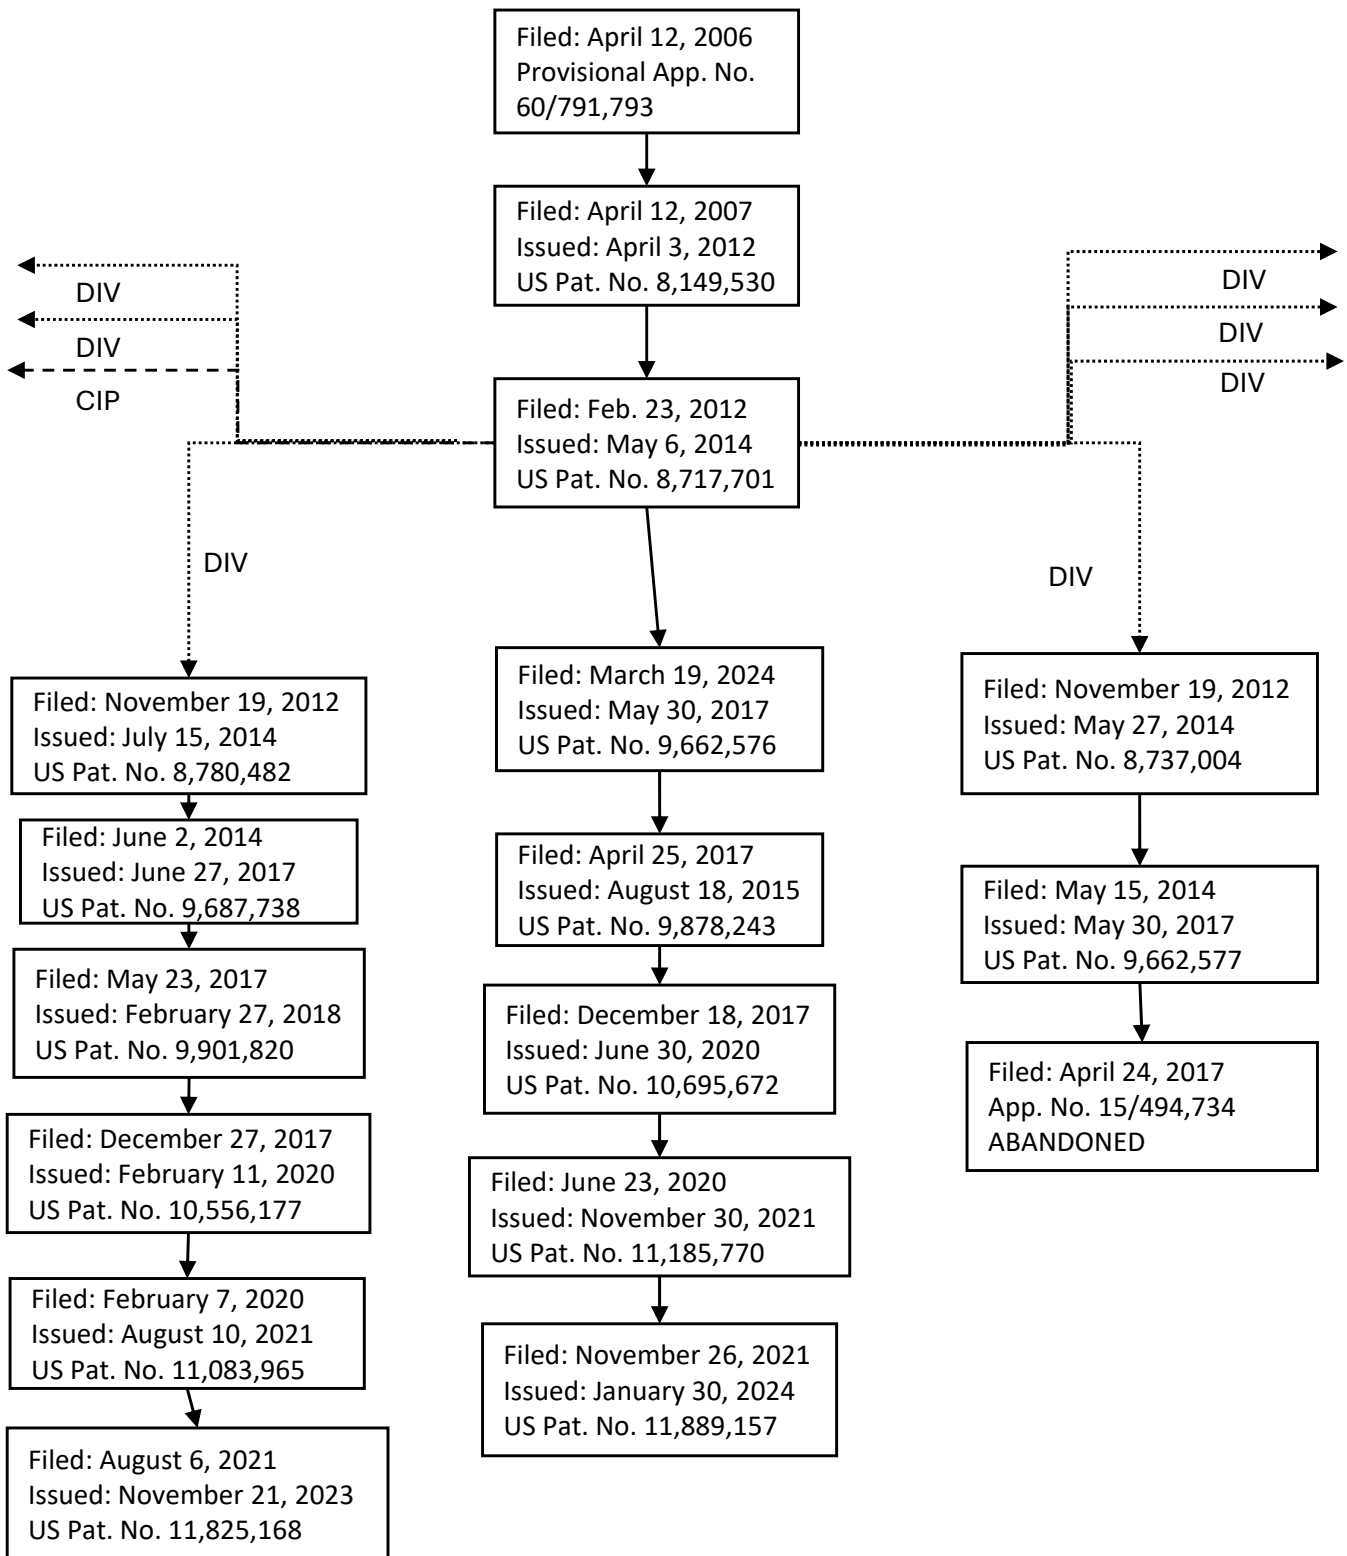 Filed: April 12, 2006
Provisional App. No.
60/791,793
Filed: April 12, 2007
Issued: April 3, 2012
US Pat. No. 8,149,530
DIV
DIV
CIP
DIV
DIV
DIV
Filed: Feb. 23, 2012
Issued: May 6, 2014
US Pat. No. 8,717,701
DIV
DIV
Filed: November 19, 2012
Issued: July 15, 2014
US Pat. No. 8,780,482
Filed: June 2, 2014
Issued: June 27, 2017
US Pat. No. 9,687,738
Filed: May 23, 2017
Issued: February 27, 2018
US Pat. No. 9,901,820
Filed: December 27, 2017
Issued: February 11, 2020
US Pat. No. 10,556,177
Filed: February 7, 2020
Issued: August 10, 2021
US Pat. No. 11,083,965
Filed: August 6, 2021
Issued: November 21, 2023
US Pat. No. 11,825,168
Filed: March 19, 2024
Issued: May 30, 2017
US Pat. No. 9,662,576
Filed: April 25, 2017
Issued: August 18, 2015
US Pat. No. 9,878,243
Filed: December 18, 2017
Issued: June 30, 2020
US Pat. No. 10,695,672
Filed: June 23, 2020
Issued: November 30, 2021
US Pat. No. 11,185,770
Filed: November 26, 2021
Issued: January 30, 2024
US Pat. No. 11,889,157
Filed: November 19, 2012
Issued: May 27, 2014
US Pat. No. 8,737,004
Filed: May 15, 2014
Issued: May 30, 2017
US Pat. No. 9,662,577
Filed: April 24, 2017
App. No. 15/494,734
ABANDONED